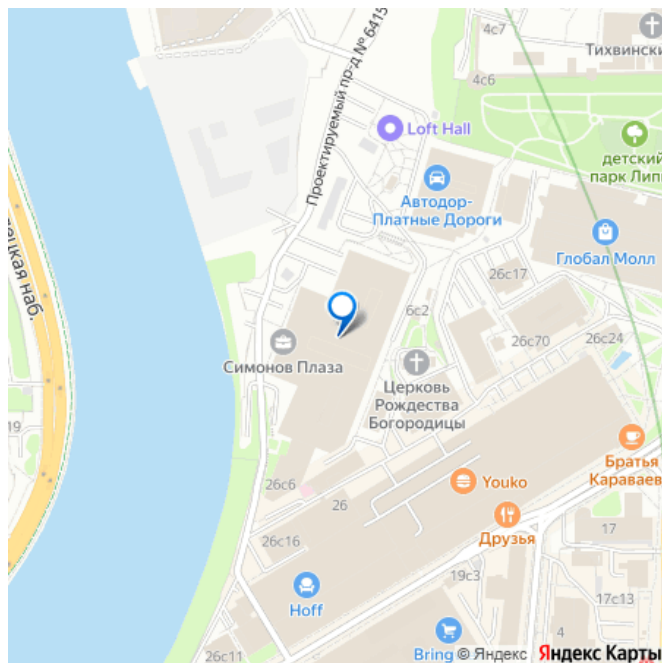 4с7
Тихвински
4с6
Проектируемый пр-д № 6415
Loft Hall
детский
парк Лип
Автодор-
Платные Дороги
Глобал Молл
26с17
6с2
26с70
26с24
Симонов Плаза
Церковь
Рождества
Богородицы
наб.
19
Братья
Караваев
26с6
Youko
26
Друзья
17
26с16
19с3
Hoff
17с13
4
26с11
Bring
© Яндекс Яндекс Карты